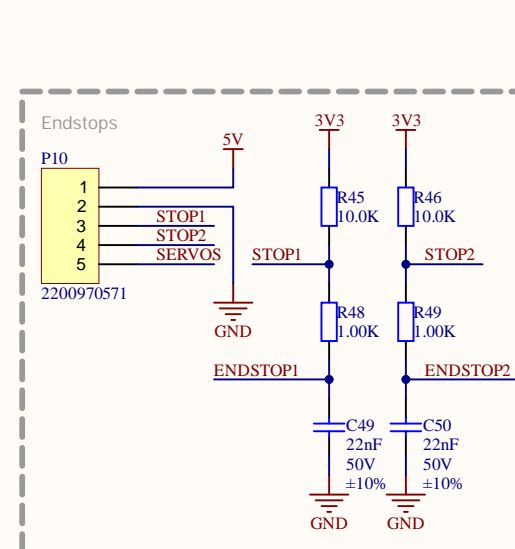 Endstops
P10
1
2
3
4
5
STOP1
STOP2
SERVOS
2200970571
5V
GND
3V3
3V3
R45
10.0K
R46
10.0K
STOP1
STOP2
R48
1.00K
R49
1.00K
ENDSTOP1
ENDSTOP2
C49
22nF
50V
±10%
C50
22nF
50V
±10%
GND
GND